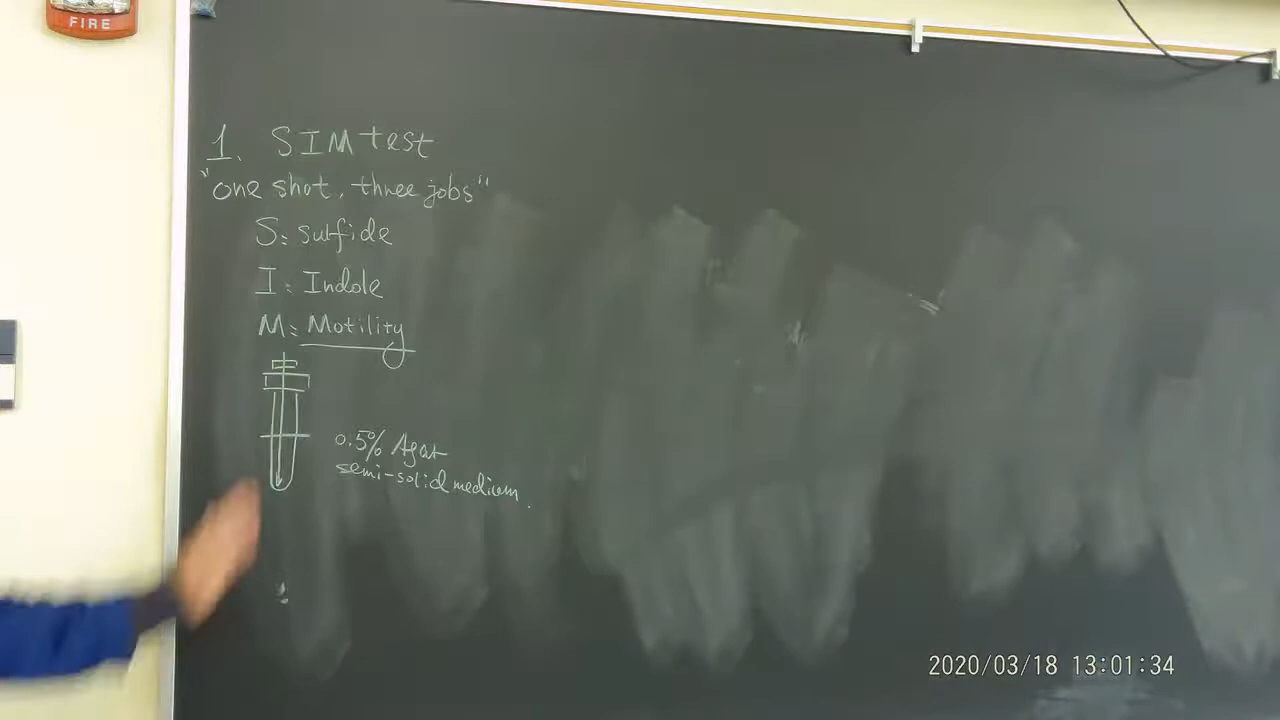 FIRE
1. SIM test
"one shot, three jobs"
S: sulfide
I: Indole
M: Motility
0.5% Agar
semi-solid medium.
2020/03/18 13:01:34